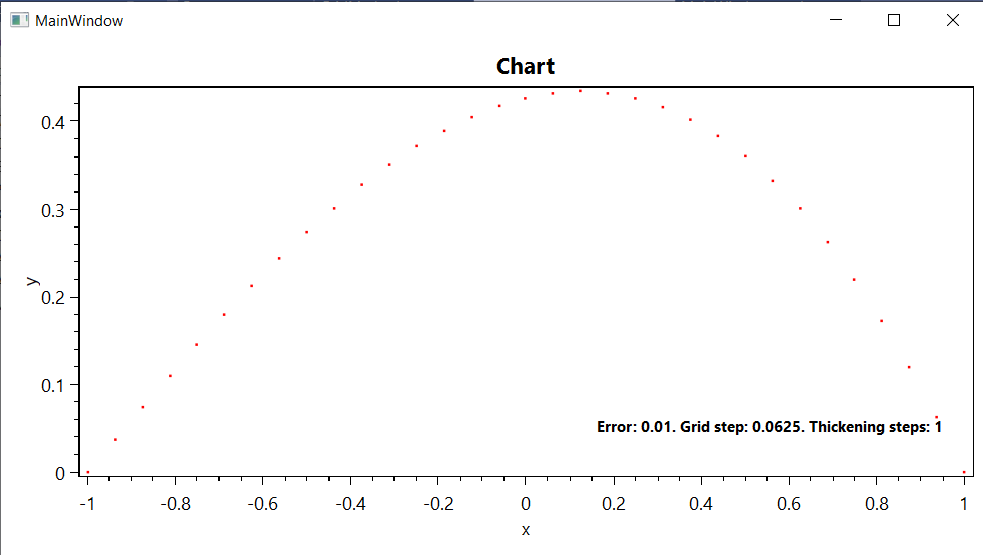 MainWindow
Chart
0.4
0.3
0.2
0.1
0
y
Error: 0.01. Grid step: 0.0625. Thickening steps: 1
-1 -0.8 -0.6 -0.4 -0.2 0 0.2 0.4 0.6 0.8 1
x